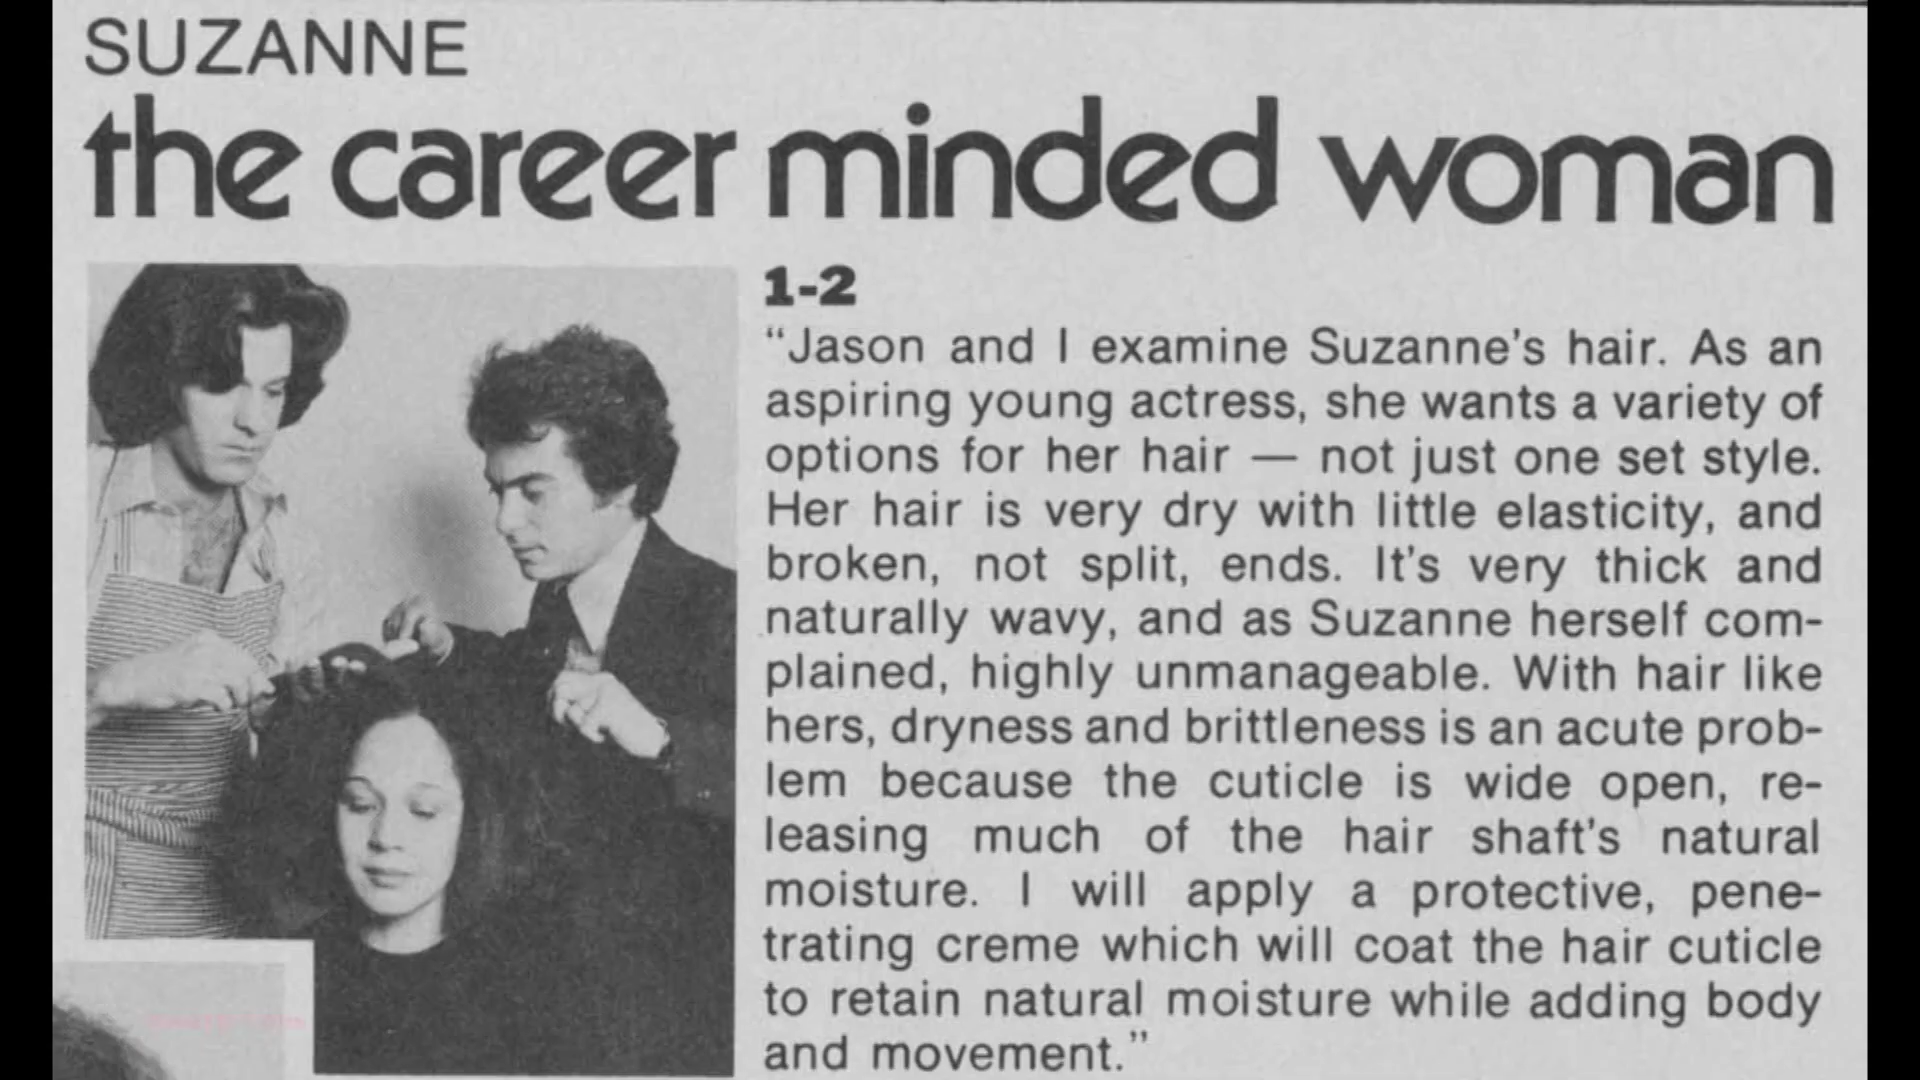 SUZANNE
the career minded woman
1-2
“Jason and I examine Suzanne’s hair. As an
aspiring young actress, she wants a variety of
options for her hair — not just one set style.
Her hair is very dry with little elasticity, and
broken, not split, ends. It’s very thick and
naturally wavy, and as Suzanne herself com-
plained, highly unmanageable. With hair like
hers, dryness and brittleness is an acute prob-
lem because the cuticle is wide open, re-
leasing much of the hair shaft’s natural
moisture. I will apply a protective, pene-
trating creme which will coat the hair cuticle
to retain natural moisture while adding body
and movement.”